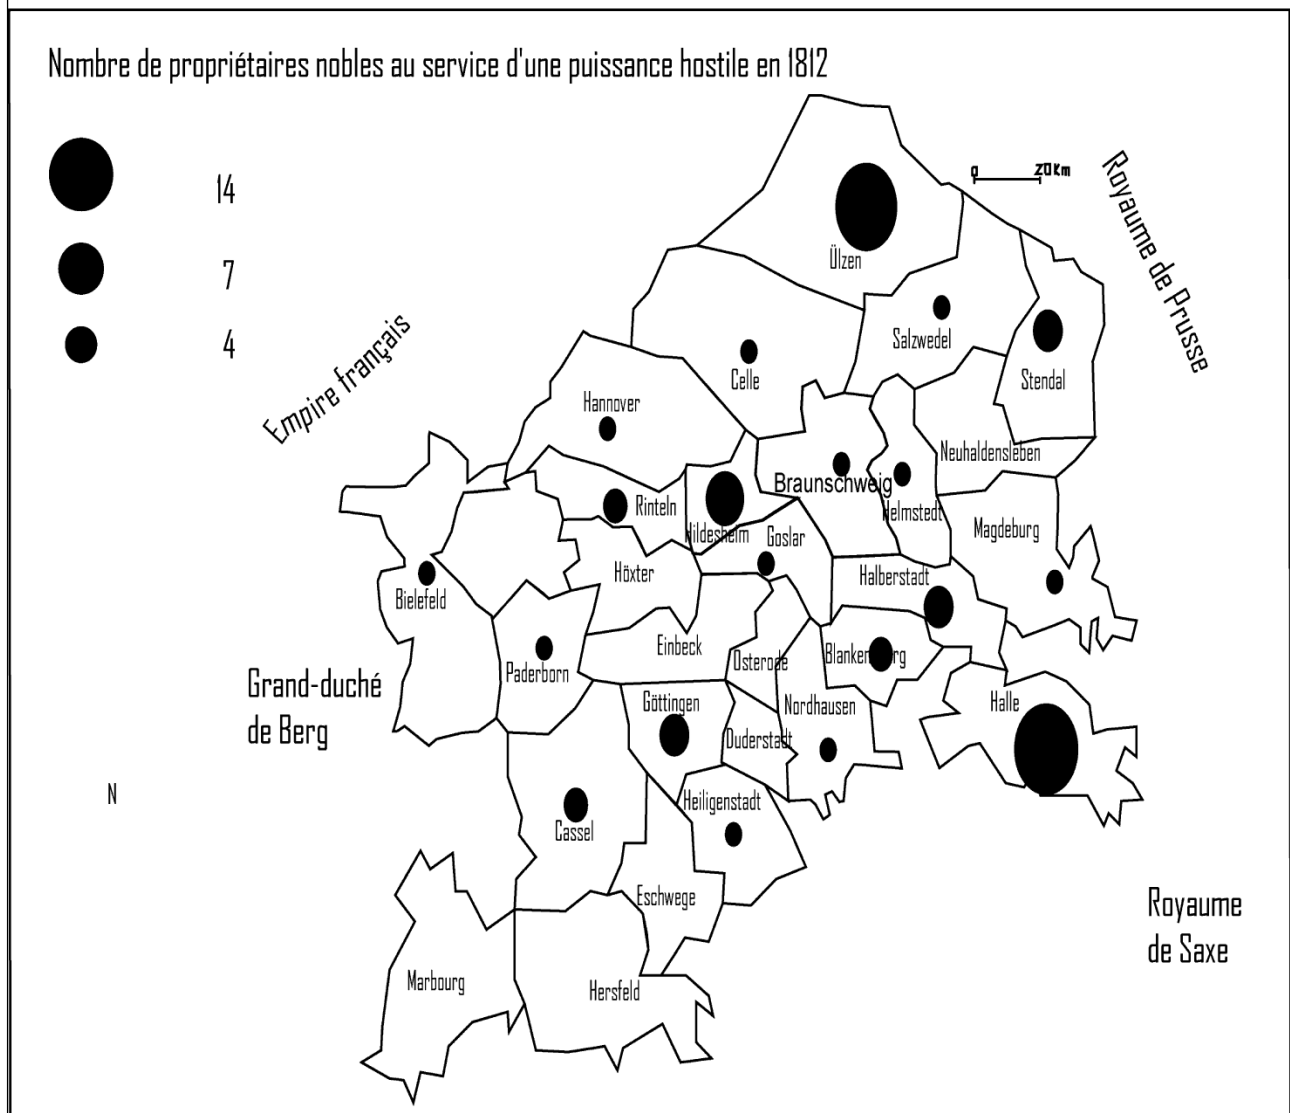 Nombre de propriétaires nobles au service d'une puissance hostile en 1812
14
7
4
0 20 Km
Royaume de Prusse
Empire français
Ülzen
Salzwedel
Stendal
Celle
Hannover
Neuhaldensleben
Braunschweig
Helmstedt
Rinteln
Hildesheim
Goslar
Magdeburg
Höxter
Halberstadt
Bielefeld
Einbeck
Osterode
Blankenburg
Paderborn
Grand-duché
de Berg
Göttingen
Nordhausen
Halle
Duderstadt
N
Heiligenstadt
Cassel
Eschwege
Royaume
de Saxe
Marbourg
Hersfeld